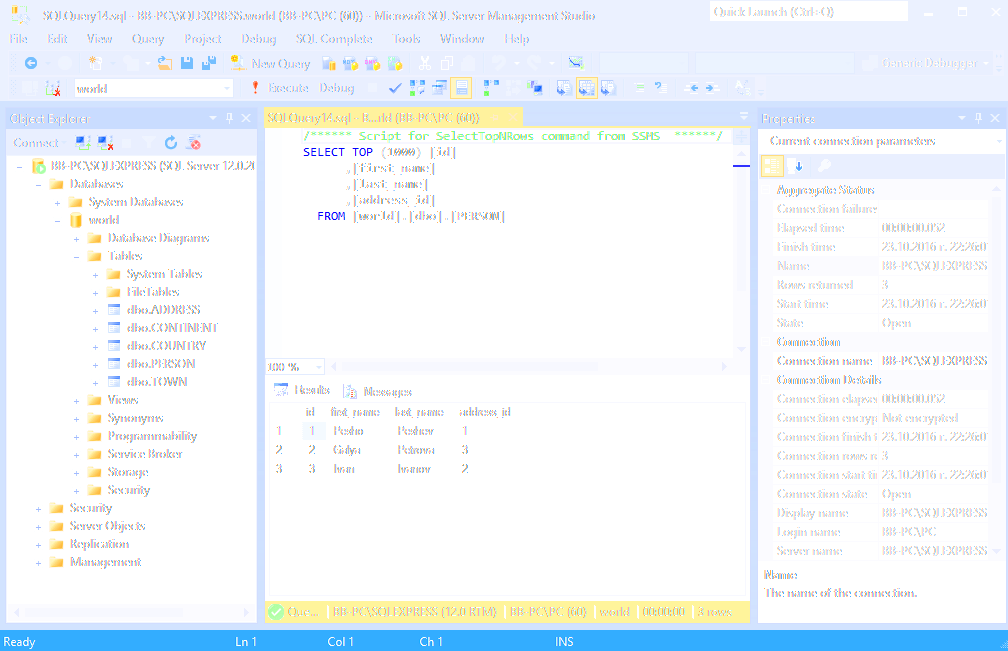 SQLQuery14.sql - BB-PC\SQLEXPRESS.world (BB-PC\PC (60)) - Microsoft SQL Server Management Studio
Quick Launch (Ctrl+Q)
File Edit View Query Project Debug SQL Complete Tools Window Help
New Query
Generic Debugger
world
Execute Debug
Object Explorer
Connect
BB-PC\SQLEXPRESS (SQL Server 12.0.20
Databases
System Databases
world
Database Diagrams
Tables
System Tables
FileTables
dbo.ADDRESS
dbo.CONTINENT
dbo.COUNTRY
dbo.PERSON
dbo.TOWN
Views
Synonyms
Programmability
Service Broker
Storage
Security
Security
Server Objects
Replication
Management
SQLQuery14.sql - B...ld (BB-PC\PC (60))
/****** Script for SelectTopNRows command from SSMS ******/
SELECT TOP (1000) [id]
,[first_name]
,[last_name]
,[address_id]
FROM [world].[dbo].[PERSON]
100 %
Results Messages
id first_name last_name address_id
1 1 Pesho Peshev 1
2 2 Galya Petrova 3
3 3 Ivan Ivanov 2
Que... BB-PC\SQLEXPRESS (12.0 RTM) BB-PC\PC (60) world 00:00:00 3 rows
Properties
Current connection parameters
Aggregate Status
Connection failure
Elapsed time 00:00:00.052
Finish time 23.10.2016 г. 22:26:0
Name BB-PC\SQLEXPRESS
Rows returned 3
Start time 23.10.2016 г. 22:26:0
State Open
Connection
Connection name BB-PC\SQLEXPRESS
Connection Details
Connection elapse 00:00:00.052
Connection encryp Not encrypted
Connection finish t 23.10.2016 г. 22:26:0
Connection rows r 3
Connection start ti 23.10.2016 г. 22:26:0
Connection state Open
Display name BB-PC\SQLEXPRESS
Login name BB-PC\PC
Server name BB-PC\SQLEXPRESS
Name
The name of the connection.
Ready Ln 1 Col 1 Ch 1 INS